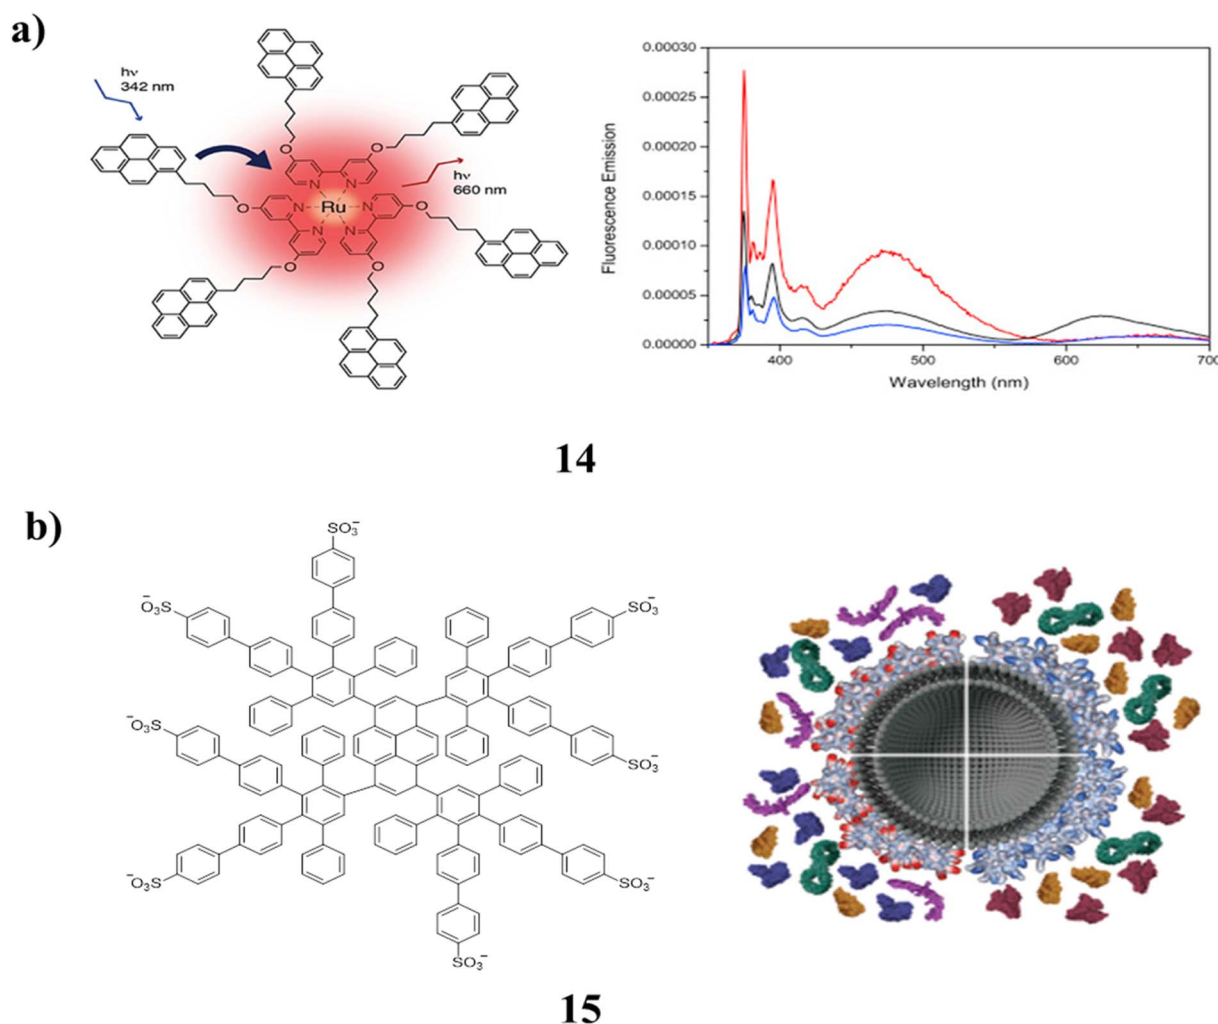 a)
hν
342 nm
O
O
O
N
N
hν
660 nm
O
N
Ru
N
O
N
N
O
O
Fluorescence Emission
0.00030
0.00025
0.00020
0.00015
0.00010
0.00005
0.00000
400
500
600
700
Wavelength (nm)
14
b)
SO₃⁻
⁻O₃S
SO₃⁻
⁻O₃S
SO₃⁻
⁻O₃S
SO₃⁻
SO₃⁻
15